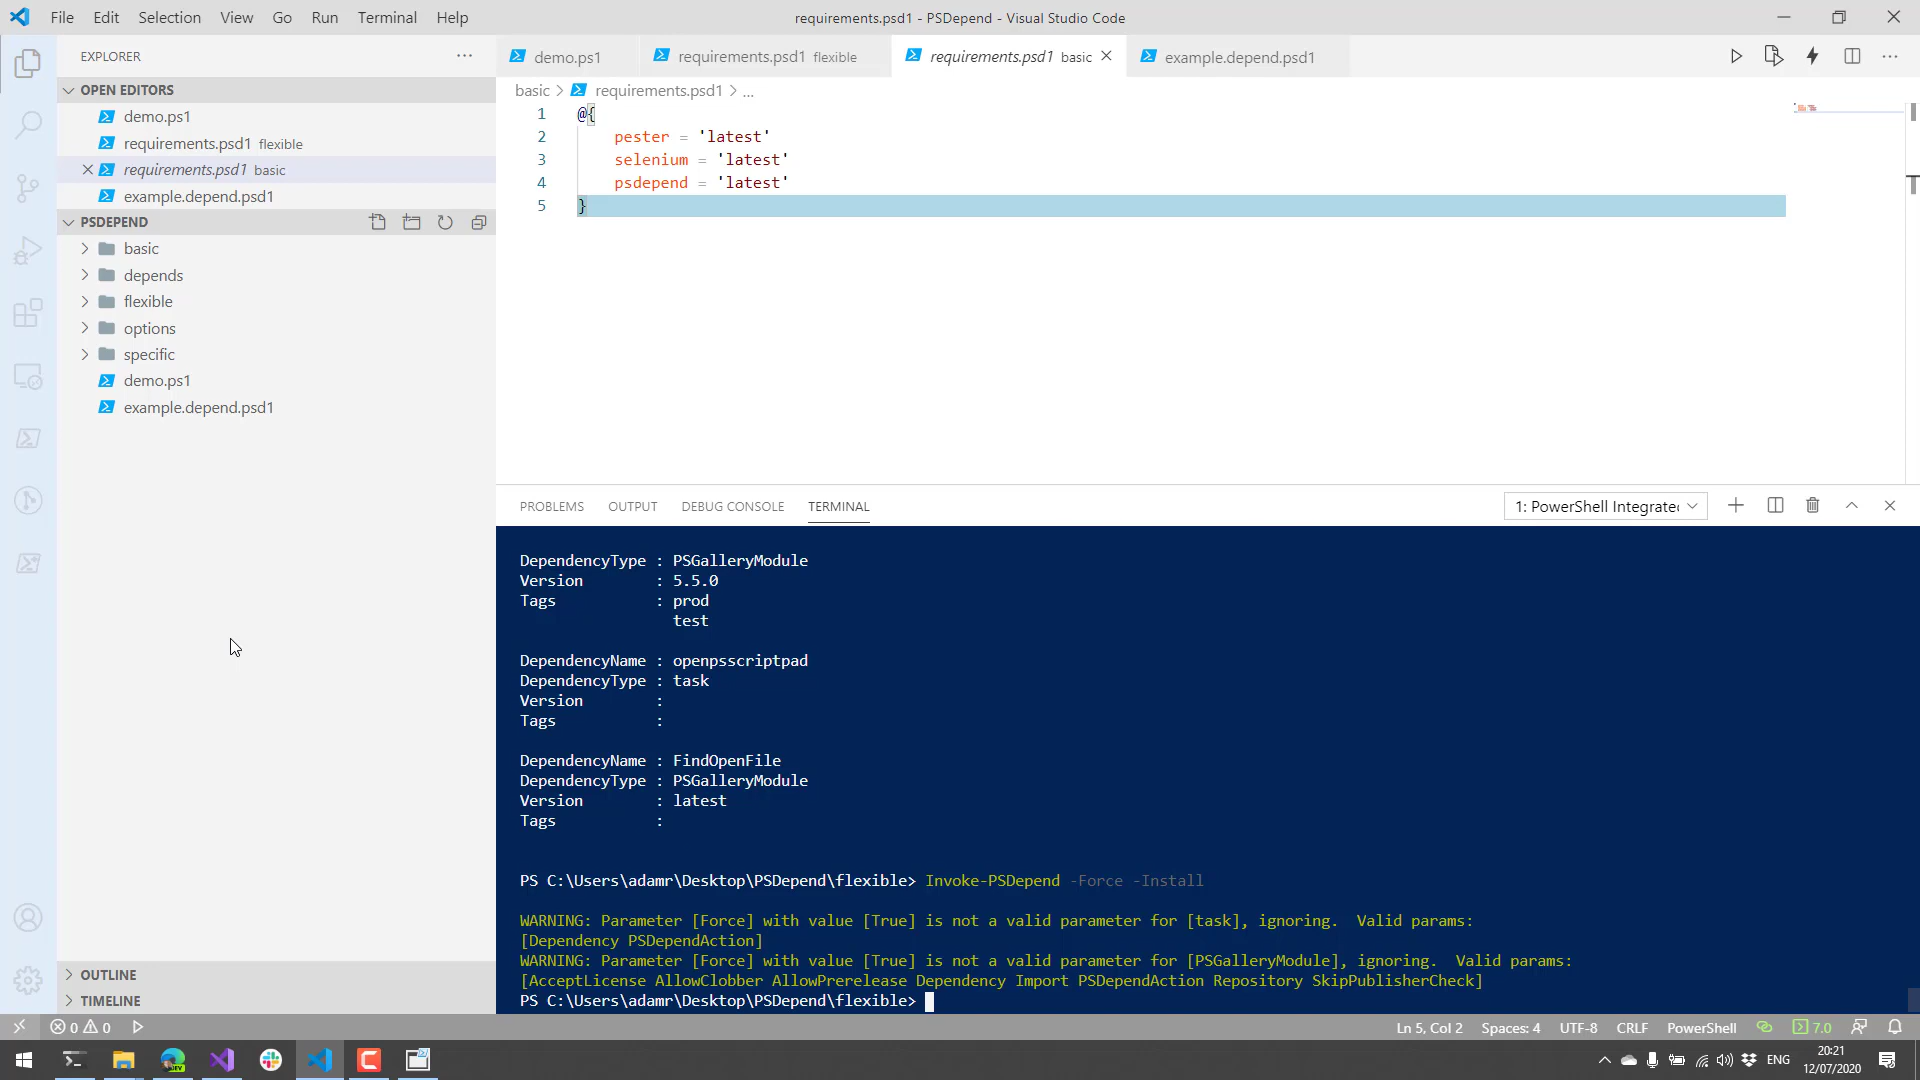 File Edit Selection View Go Run Terminal Help
requirements.psd1 - PSDepend - Visual Studio Code
EXPLORER
OPEN EDITORS
demo.ps1
requirements.psd1 flexible
requirements.psd1 basic
example.depend.psd1
PSDEPEND
basic
depends
flexible
options
specific
demo.ps1
example.depend.psd1
OUTLINE
TIMELINE
demo.ps1
requirements.psd1 flexible
requirements.psd1 basic
example.depend.psd1
basic > requirements.psd1 > ...
1 @{
2 pester = 'latest'
3 selenium = 'latest'
4 psdepend = 'latest'
5 }
PROBLEMS OUTPUT DEBUG CONSOLE TERMINAL
1: PowerShell Integrated
DependencyType : PSGalleryModule
Version : 5.5.0
Tags : prod
test
DependencyName : openpsscriptpad
DependencyType : task
Version :
Tags :
DependencyName : FindOpenFile
DependencyType : PSGalleryModule
Version : latest
Tags :
PS C:\Users\adamr\Desktop\PSDepend\flexible> Invoke-PSDepend -Force -Install
WARNING: Parameter [Force] with value [True] is not a valid parameter for [task], ignoring. Valid params:
[Dependency PSDependAction]
WARNING: Parameter [Force] with value [True] is not a valid parameter for [PSGalleryModule], ignoring. Valid params:
[AcceptLicense AllowClobber AllowPrerelease Dependency Import PSDependAction Repository SkipPublisherCheck]
PS C:\Users\adamr\Desktop\PSDepend\flexible>
0 0
Ln 5, Col 2 Spaces: 4 UTF-8 CRLF PowerShell 7.0
DEV
ENG
20:21
12/07/2020